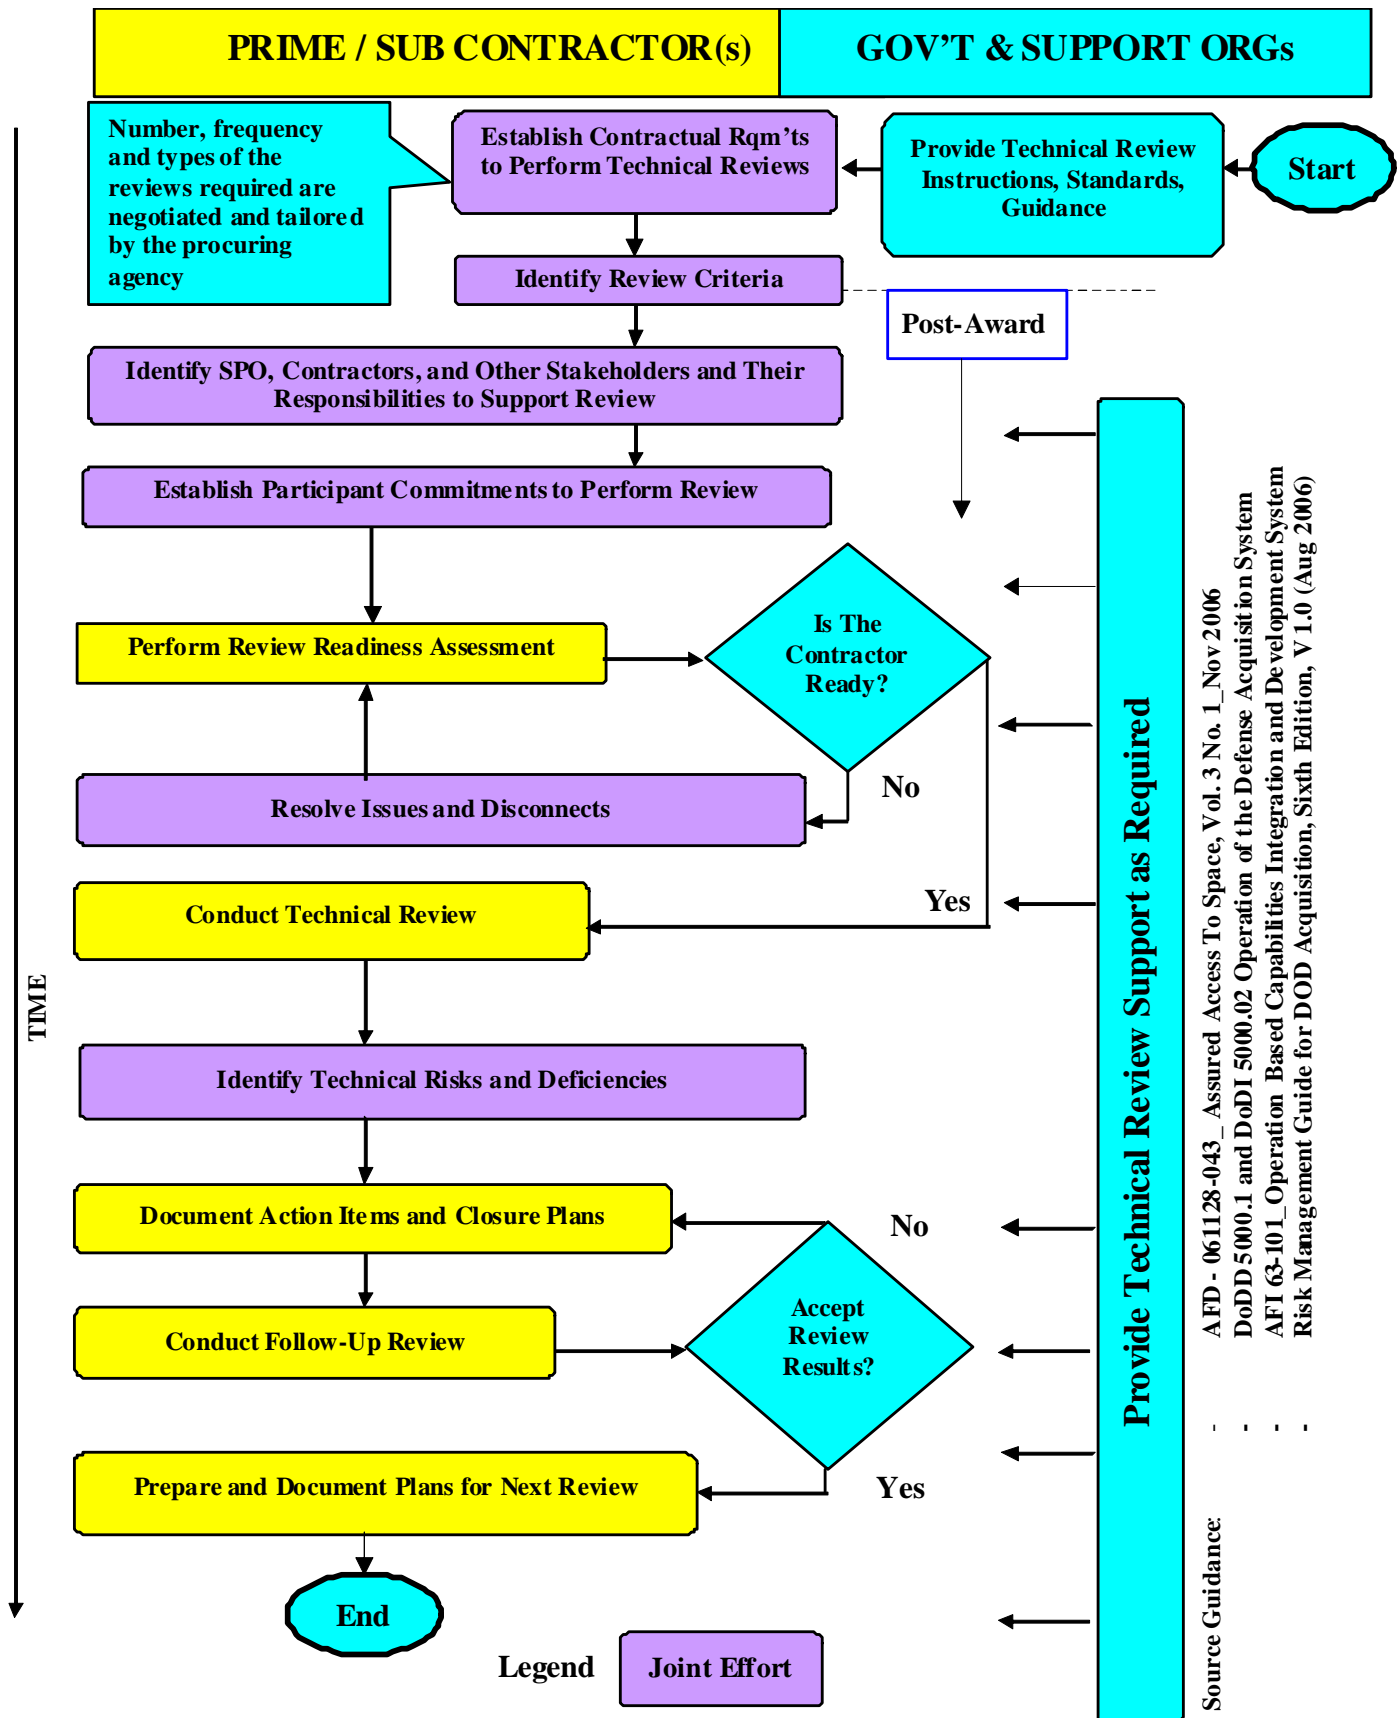 PRIME / SUB CONTRACTOR(s)
GOV'T & SUPPORT ORGs
Number, frequency
and types of the
reviews required are
negotiated and tailored
by the procuring
agency
Establish Contractual Rqm'ts
to Perform Technical Reviews
Provide Technical Review
Instructions, Standards,
Guidance
Start
Identify Review Criteria
Post-Award
Identify SPO, Contractors, and Other Stakeholders and Their
Responsibilities to Support Review
Establish Participant Commitments to Perform Review
Perform Review Readiness Assessment
Is The
Contractor
Ready?
No
Resolve Issues and Disconnects
Yes
Conduct Technical Review
Identify Technical Risks and Deficiencies
Document Action Items and Closure Plans
No
Accept
Review
Results?
Conduct Follow-Up Review
Yes
Prepare and Document Plans for Next Review
End
Legend
Joint Effort
TIME
Provide Technical Review Support as Required
Source Guidance:
- AFD - 061128-043_ Assured Access To Space, Vol. 3 No. 1_Nov 2006
- DoDD 5000.1 and DoDI 5000.02 Operation of the Defense Acquisition System
- AFI 63-101_Operation Based Capabilities Integration and Development System
- Risk Management Guide for DOD Acquisition, Sixth Edition, V 1.0 (Aug 2006)